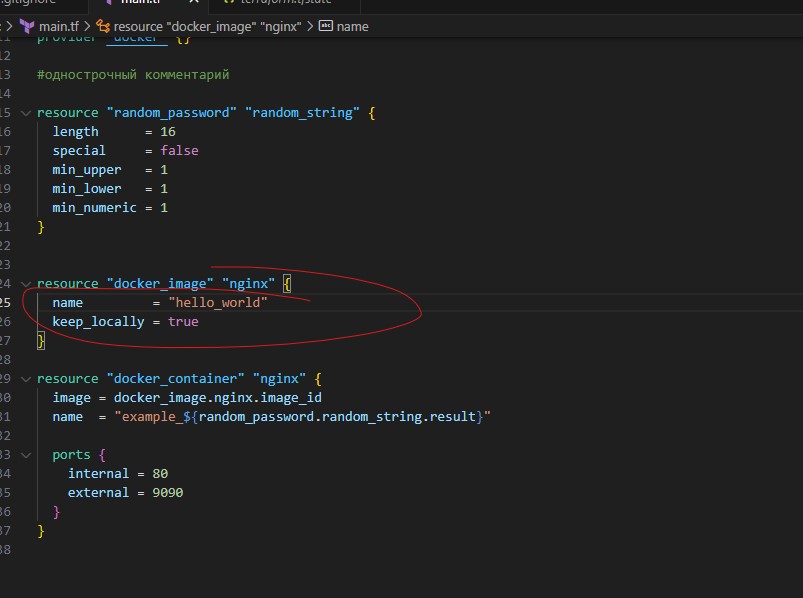 .gitignore main.tf terraform.tfstate
main.tf > resource "docker_image" "nginx" > abc name
11 provider "docker" {}
12
13 #однострочный комментарий
14
15 resource "random_password" "random_string" {
16 length = 16
17 special = false
18 min_upper = 1
19 min_lower = 1
20 min_numeric = 1
21 }
22
23
24 resource "docker_image" "nginx" {
25 name = "hello_world"
26 keep_locally = true
27 }
28
29 resource "docker_container" "nginx" {
30 image = docker_image.nginx.image_id
31 name = "example_${random_password.random_string.result}"
32
33 ports {
34 internal = 80
35 external = 9090
36 }
37 }
38